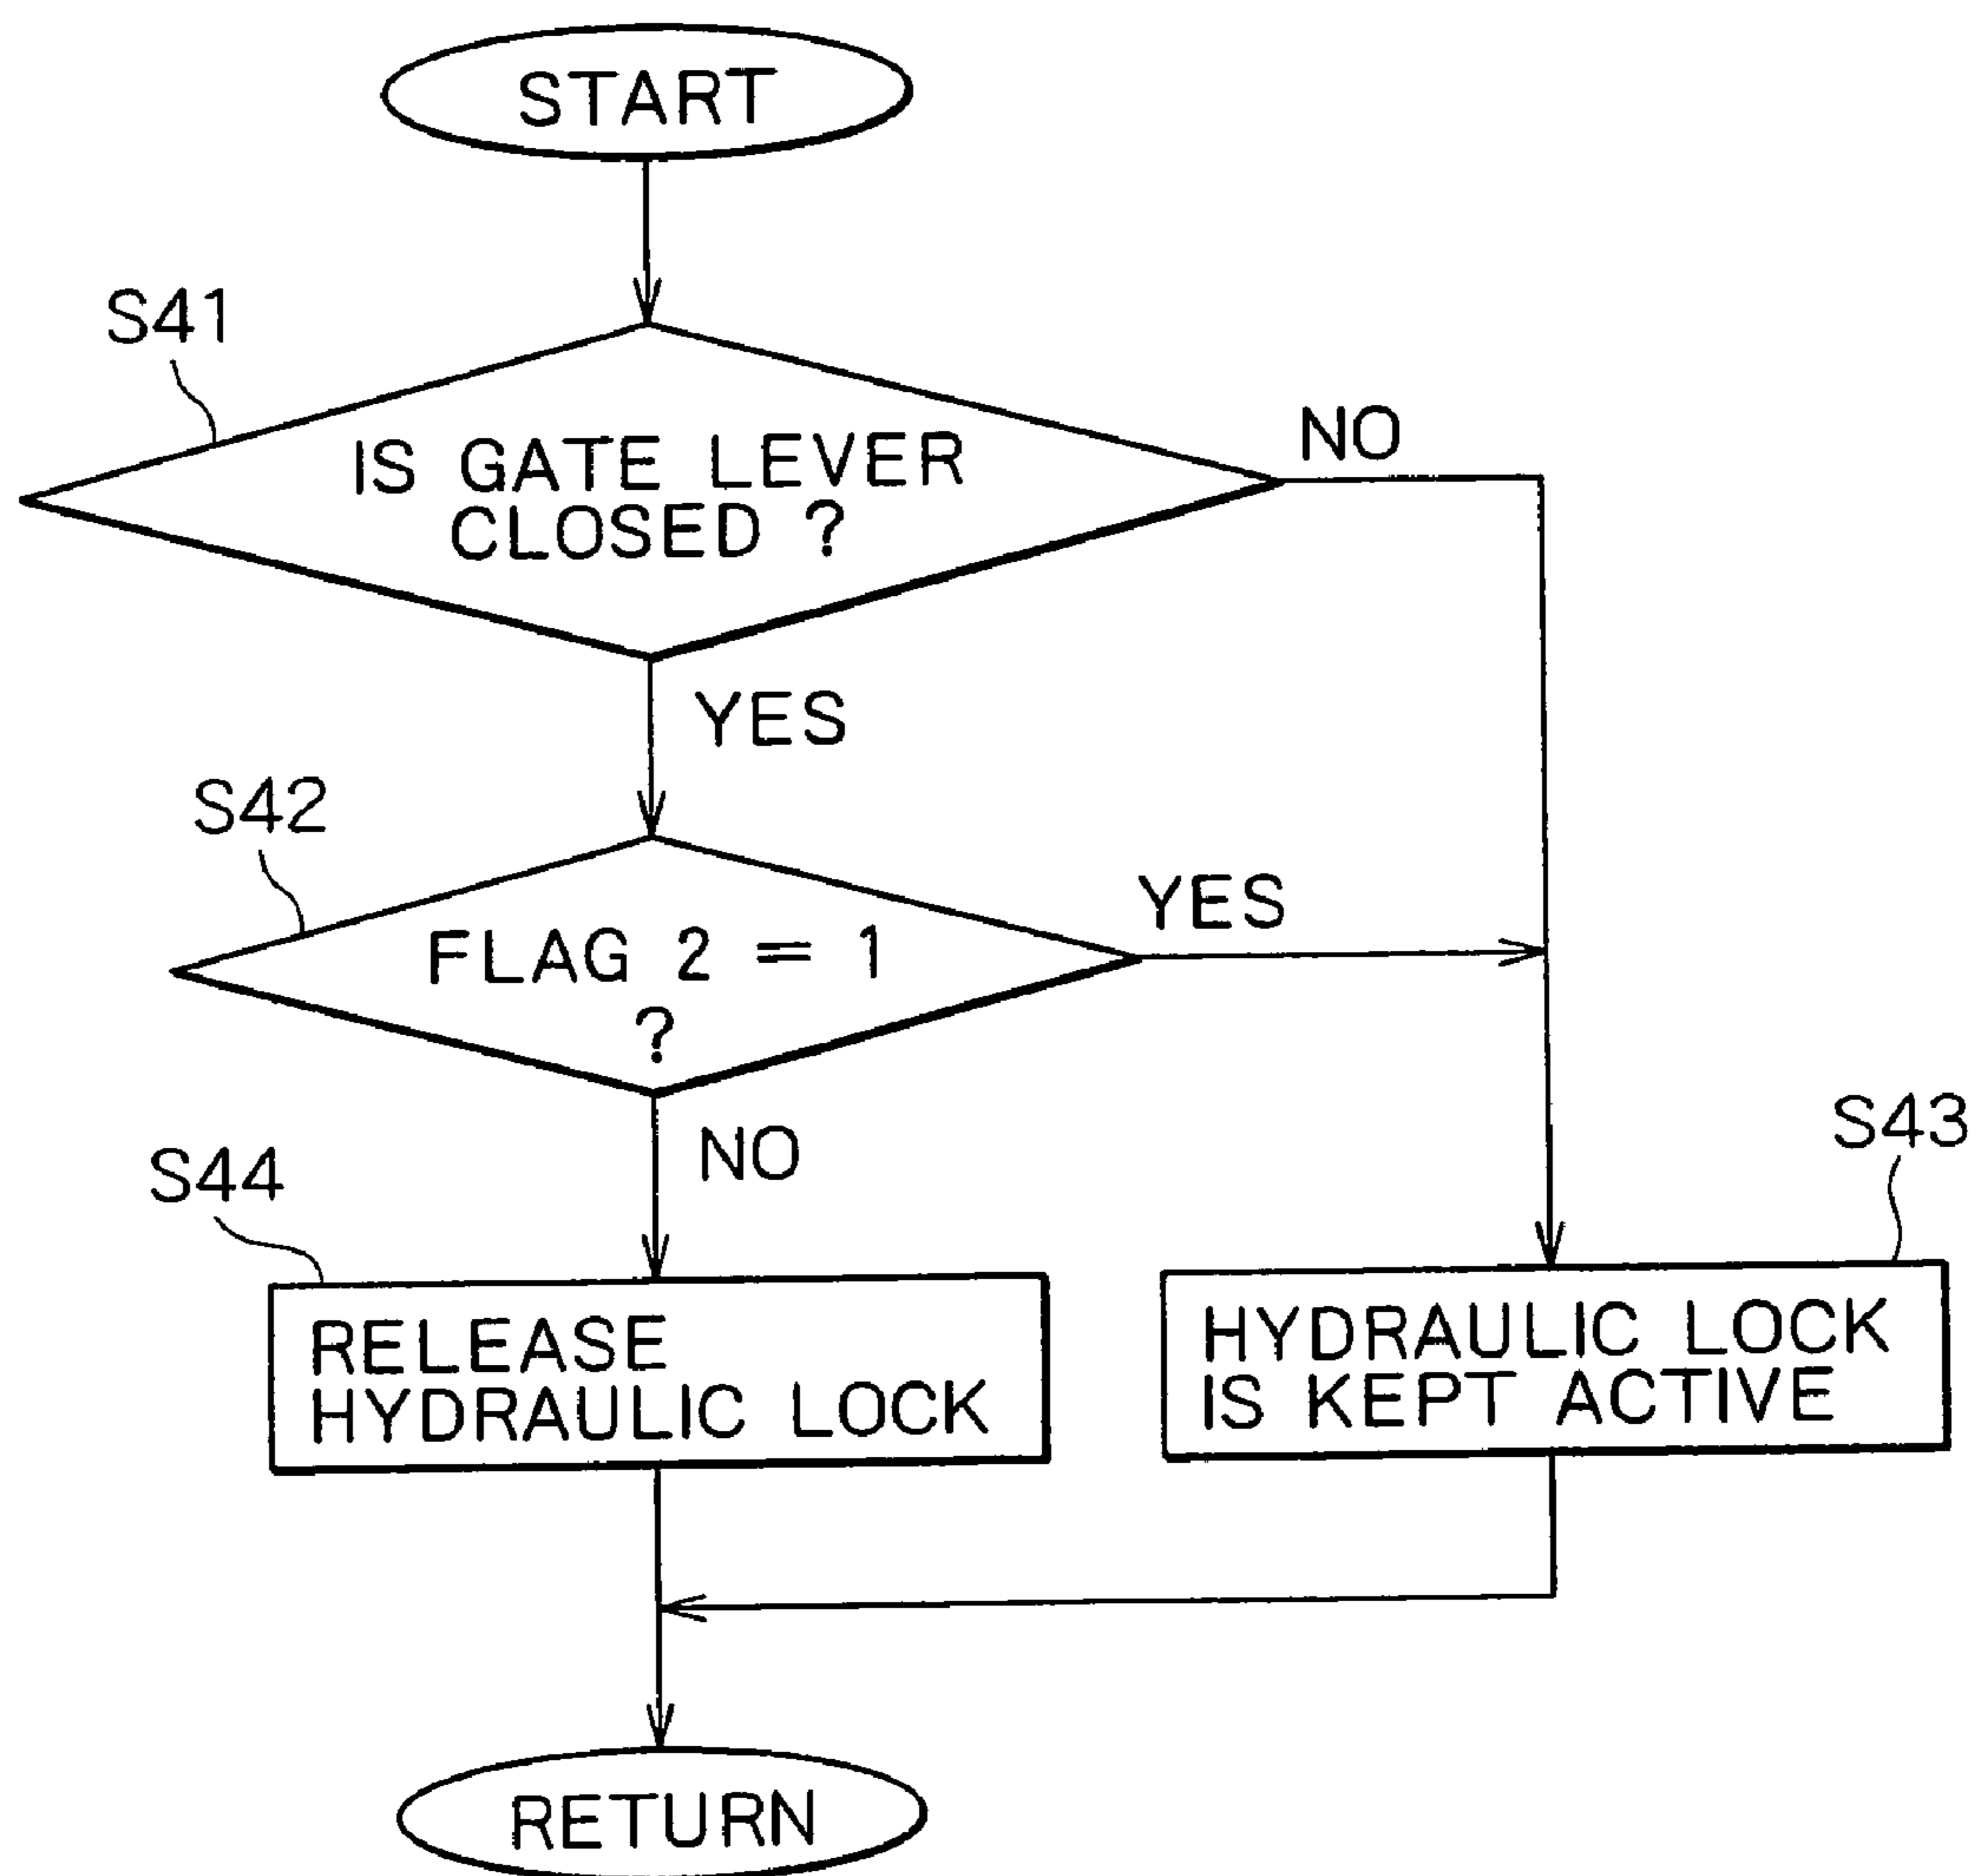 START
S41
IS GATE LEVER
CLOSED ?
NO
YES
S42
FLAG 2 = 1
?
YES
NO
S44
S43
RELEASE
HYDRAULIC LOCK
HYDRAULIC LOCK
IS KEPT ACTIVE
RETURN